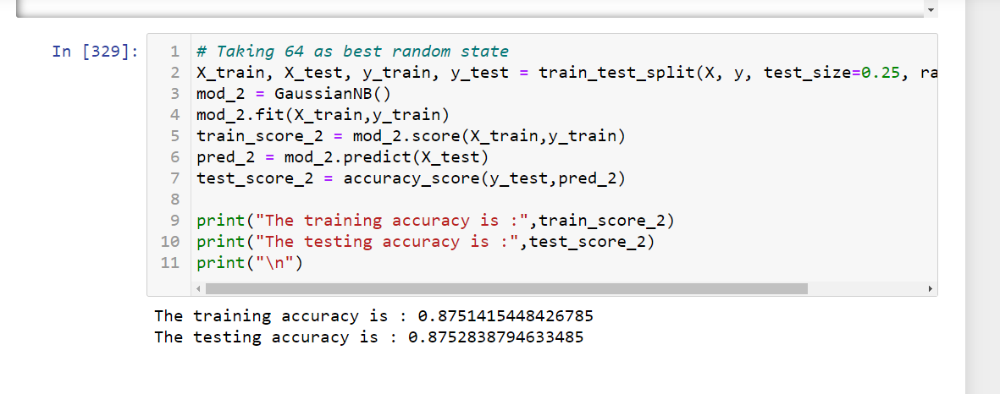 In [329]:
1 # Taking 64 as best random state
2 X_train, X_test, y_train, y_test = train_test_split(X, y, test_size=0.25, ra
3 mod_2 = GaussianNB()
4 mod_2.fit(X_train,y_train)
5 train_score_2 = mod_2.score(X_train,y_train)
6 pred_2 = mod_2.predict(X_test)
7 test_score_2 = accuracy_score(y_test,pred_2)
8
9 print("The training accuracy is :",train_score_2)
10 print("The testing accuracy is :",test_score_2)
11 print("\n")
The training accuracy is : 0.8751415448426785
The testing accuracy is : 0.8752838794633485